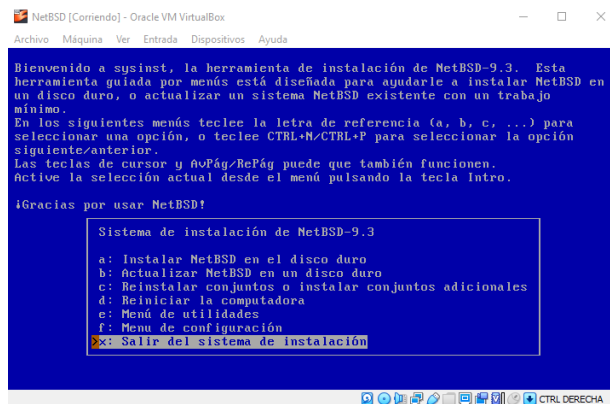 NetBSD [Corriendo] - Oracle VM VirtualBox
Archivo Máquina Ver Entrada Dispositivos Ayuda
Bienvenido a sysinst, la herramienta de instalación de NetBSD-9.3. Esta
herramienta guiada por menús está diseñada para ayudarle a instalar NetBSD en
un disco duro, o actualizar un sistema NetBSD existente con un trabajo
mínimo.
En los siguientes menús teclee la letra de referencia (a, b, c, ...) para
seleccionar una opción, o teclee CTRL+N/CTRL+P para seleccionar la opción
siguiente/anterior.
Las teclas de cursor y AvPág/RePág puede que también funcionen.
Active la selección actual desde el menú pulsando la tecla Intro.
¡Gracias por usar NetBSD!
Sistema de instalación de NetBSD-9.3
a: Instalar NetBSD en el disco duro
b: Actualizar NetBSD en un disco duro
c: Reinstalar conjuntos o instalar conjuntos adicionales
d: Reiniciar la computadora
e: Menú de utilidades
f: Menu de configuración
>x: Salir del sistema de instalación
CTRL DERECHA